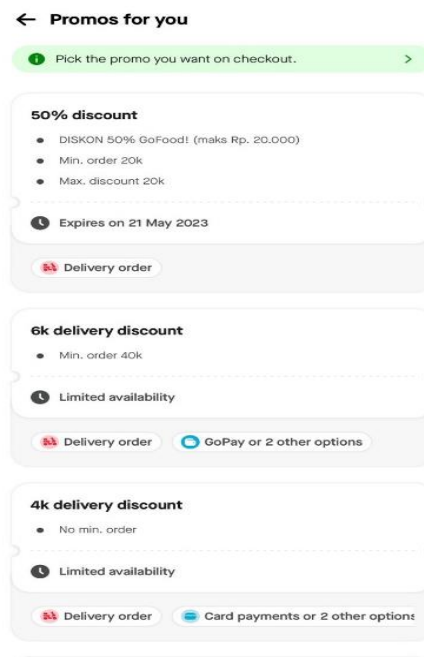 Promos for you
Pick the promo you want on checkout.
50% discount
DISKON 50% GoFood! (maks Rp. 20.000)
Min. order 20k
Max. discount 20k
Expires on 21 May 2023
Delivery order
6k delivery discount
Min. order 40k
Limited availability
Delivery order GoPay or 2 other options
4k delivery discount
No min. order
Limited availability
Delivery order Card payments or 2 other options